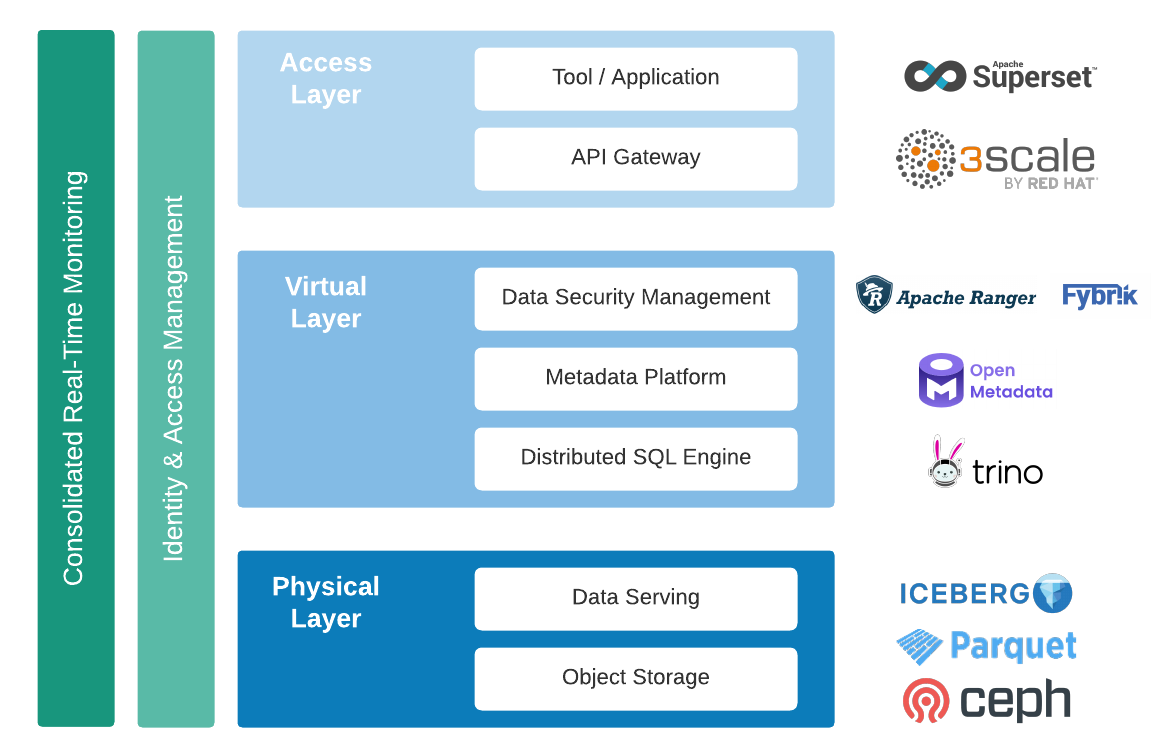 Consolidated Real-Time Monitoring
Identity & Access Management
Access
Layer
Tool / Application
API Gateway
Apache
Superset™
3scale
BY RED HAT®
Virtual
Layer
Data Security Management
Metadata Platform
Distributed SQL Engine
R
Apache Ranger
Fybrik
Open
Metadata
trino
Physical
Layer
Data Serving
Object Storage
ICEBERG
Parquet
ceph